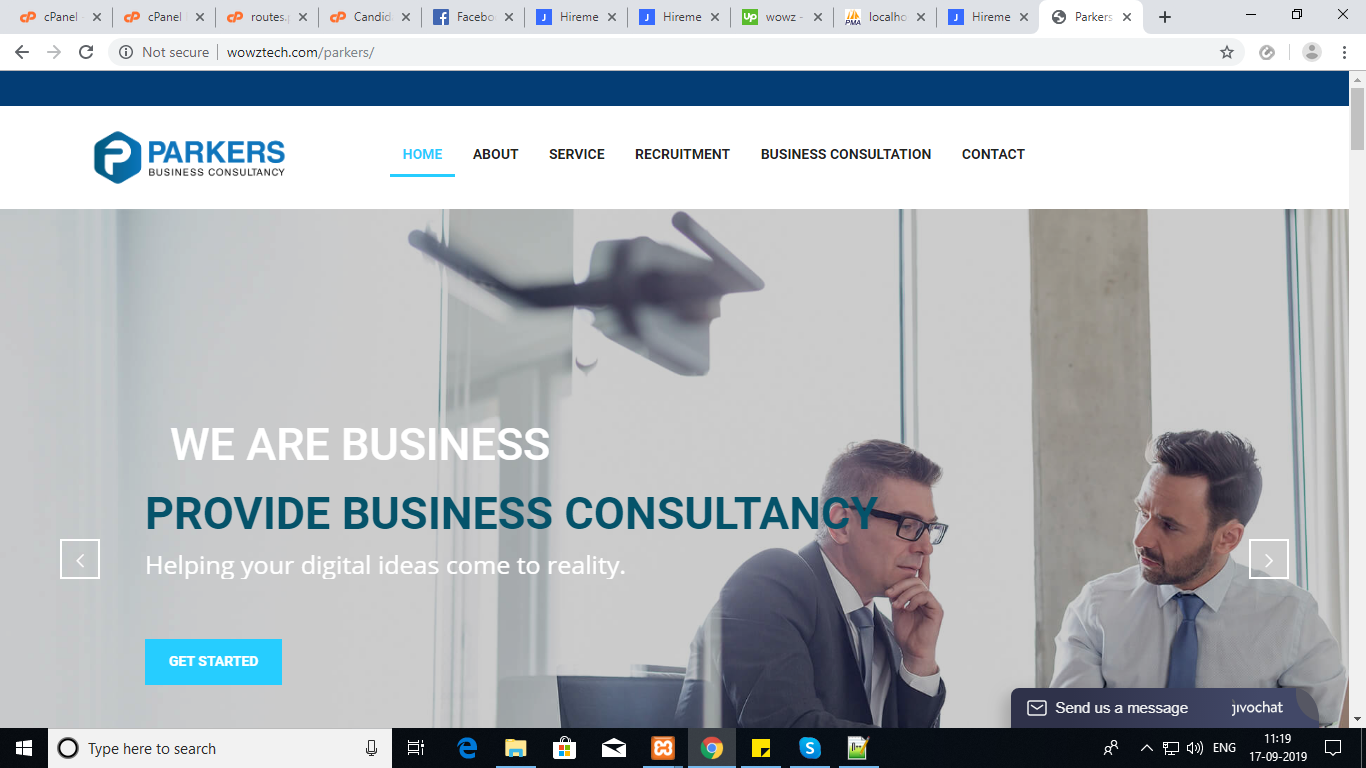 cPanel
cPanel
routes.p
Candid
Facebo
Hireme
Hireme
Up wowz -
PMA localho
Hireme
Parkers
Not secure wowztech.com/parkers/
PARKERS
BUSINESS CONSULTANCY
HOME ABOUT SERVICE RECRUITMENT BUSINESS CONSULTATION CONTACT
WE ARE BUSINESS
PROVIDE BUSINESS CONSULTANCY
Helping your digital ideas come to reality.
GET STARTED
Send us a message jivochat
Type here to search
ENG
11:19
17-09-2019